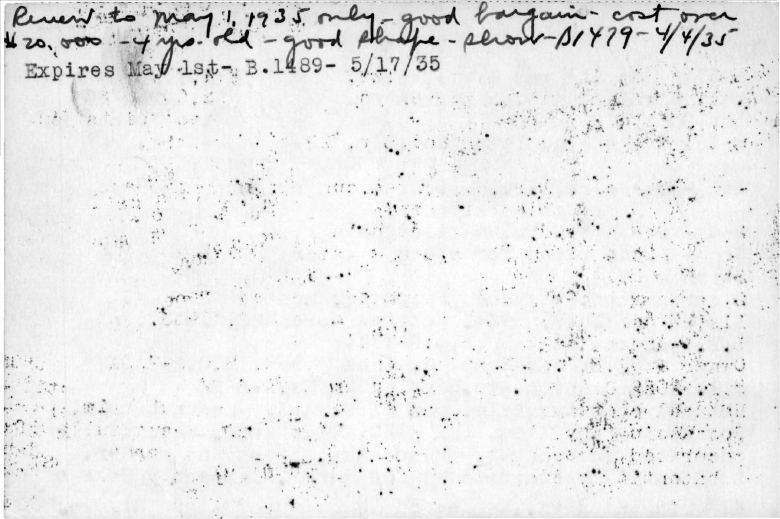 Renew to May 1, 1935 only - good bargain - cost over
$20,000 - 4 yrs. old - good shape - show - B1479 - 4/4/35
Expires May 1st- B.1489- 5/17/35